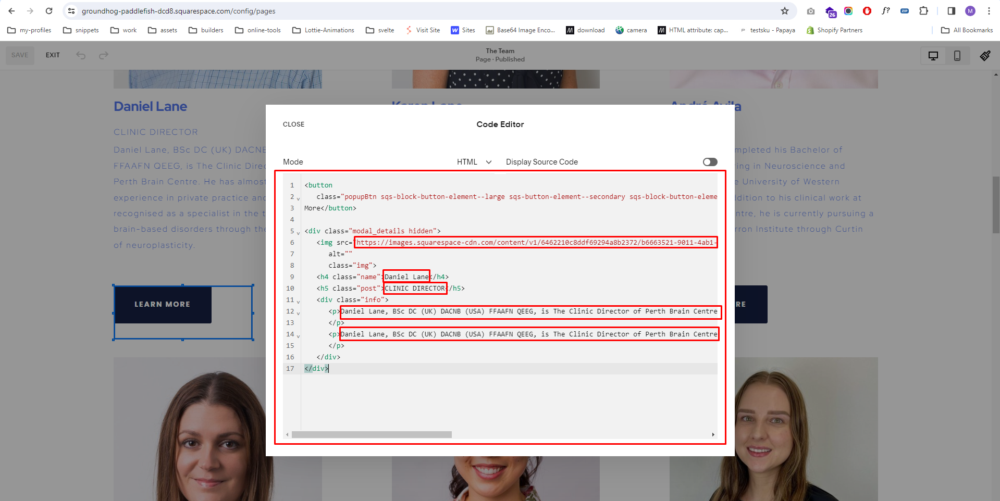 groundhog-paddlefish-dcd8.squarespace.com/config/pages
26
f?
ZIP
M
my-profiles
snippets
work
assets
builders
online-tools
Lottie-Animations
svelte
Visit Site
W Sites
Base64 Image Enco...
download
camera
HTML attribute: cap...
testsku - Papaya
Shopify Partners
All Bookmarks
SAVE
EXIT
The Team
Page · Published
Daniel Lane
CLINIC DIRECTOR
Daniel Lane, BSc DC (UK) DACNB
FFAAFN QEEG, is The Clinic Direc
Perth Brain Centre. He has almos
experience in private practice and
recognised as a specialist in the t
brain-based disorders through the
of neuroplasticity.
LEARN MORE
Karen Lane
André Avila
mpleted his Bachelor of
ring in Neuroscience and
e University of Western
ddition to his clinical work at
ntre, he is currently pursuing a
rron Institute through Curtin
RE
CLOSE
Code Editor
Mode
HTML
Display Source Code
1 <button
2 class="popupBtn sqs-block-button-element--large sqs-button-element--secondary sqs-block-button-eleme
3 More</button>
4
5 <div class="modal_details hidden">
6 <img src="https://images.squarespace-cdn.com/content/v1/6462210c8ddf69294a8b2372/b6663521-9011-4ab1-
7 alt=""
8 class="img">
9 <h4 class="name">Daniel Lane</h4>
10 <h5 class="post">CLINIC DIRECTOR</h5>
11 <div class="info">
12 <p>Daniel Lane, BSc DC (UK) DACNB (USA) FFAAFN QEEG, is The Clinic Director of Perth Brain Centre
13 </p>
14 <p>Daniel Lane, BSc DC (UK) DACNB (USA) FFAAFN QEEG, is The Clinic Director of Perth Brain Centre
15 </p>
16 </div>
17 </div>